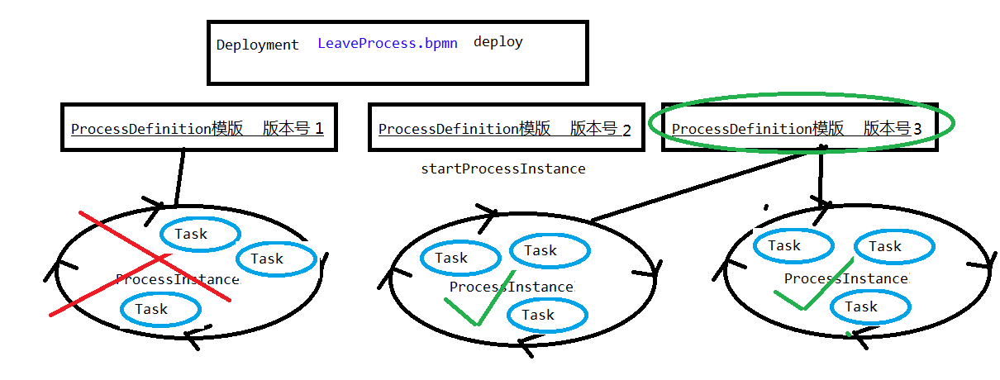 Deployment LeaveProcess.bpmn deploy
ProcessDefinition模版 版本号 1
ProcessDefinition模版 版本号 2
ProcessDefinition模版 版本号 3
startProcessInstance
Task
Task
ProcessInstance
Task
Task
Task
ProcessInstance
Task
Task
Task
ProcessInstance
Task